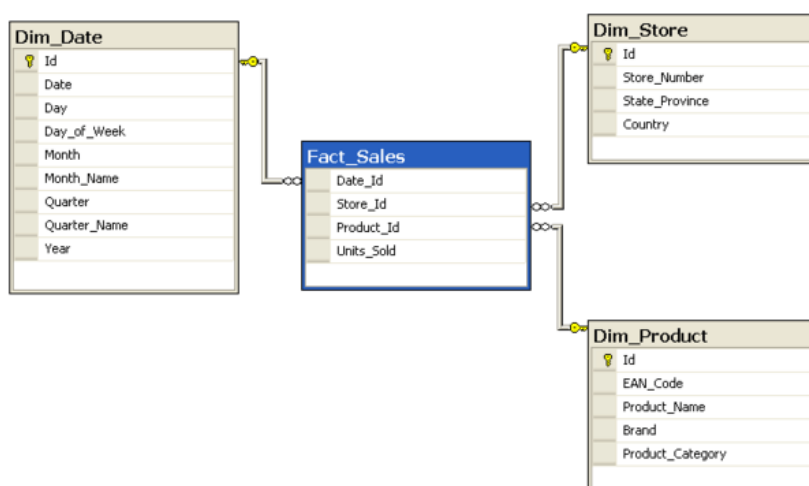 Dim_Date
Id
Date
Day
Day_of_Week
Month
Month_Name
Quarter
Quarter_Name
Year
Fact_Sales
Date_Id
Store_Id
Product_Id
Units_Sold
Dim_Store
Id
Store_Number
State_Province
Country
Dim_Product
Id
EAN_Code
Product_Name
Brand
Product_Category